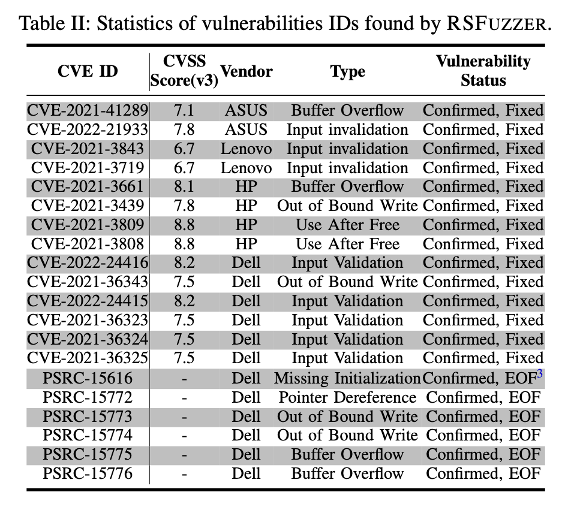 Table II: Statistics of vulnerabilities IDs found by RSFUZZER.
CVE ID CVSS Score(v3) Vendor Type Vulnerability Status
CVE-2021-41289 7.1 ASUS Buffer Overflow Confirmed, Fixed
CVE-2022-21933 7.8 ASUS Input invalidation Confirmed, Fixed
CVE-2021-3843 6.7 Lenovo Input invalidation Confirmed, Fixed
CVE-2021-3719 6.7 Lenovo Input invalidation Confirmed, Fixed
CVE-2021-3661 8.1 HP Buffer Overflow Confirmed, Fixed
CVE-2021-3439 7.8 HP Out of Bound Write Confirmed, Fixed
CVE-2021-3809 8.8 HP Use After Free Confirmed, Fixed
CVE-2021-3808 8.8 HP Use After Free Confirmed, Fixed
CVE-2022-24416 8.2 Dell Input Validation Confirmed, Fixed
CVE-2021-36343 7.5 Dell Out of Bound Write Confirmed, Fixed
CVE-2022-24415 8.2 Dell Input Validation Confirmed, Fixed
CVE-2021-36323 7.5 Dell Input Validation Confirmed, Fixed
CVE-2021-36324 7.5 Dell Input Validation Confirmed, Fixed
CVE-2021-36325 7.5 Dell Input Validation Confirmed, Fixed
PSRC-15616 - Dell Missing Initialization Confirmed, EOF3
PSRC-15772 - Dell Pointer Dereference Confirmed, EOF
PSRC-15773 - Dell Out of Bound Write Confirmed, EOF
PSRC-15774 - Dell Out of Bound Write Confirmed, EOF
PSRC-15775 - Dell Buffer Overflow Confirmed, EOF
PSRC-15776 - Dell Buffer Overflow Confirmed, EOF